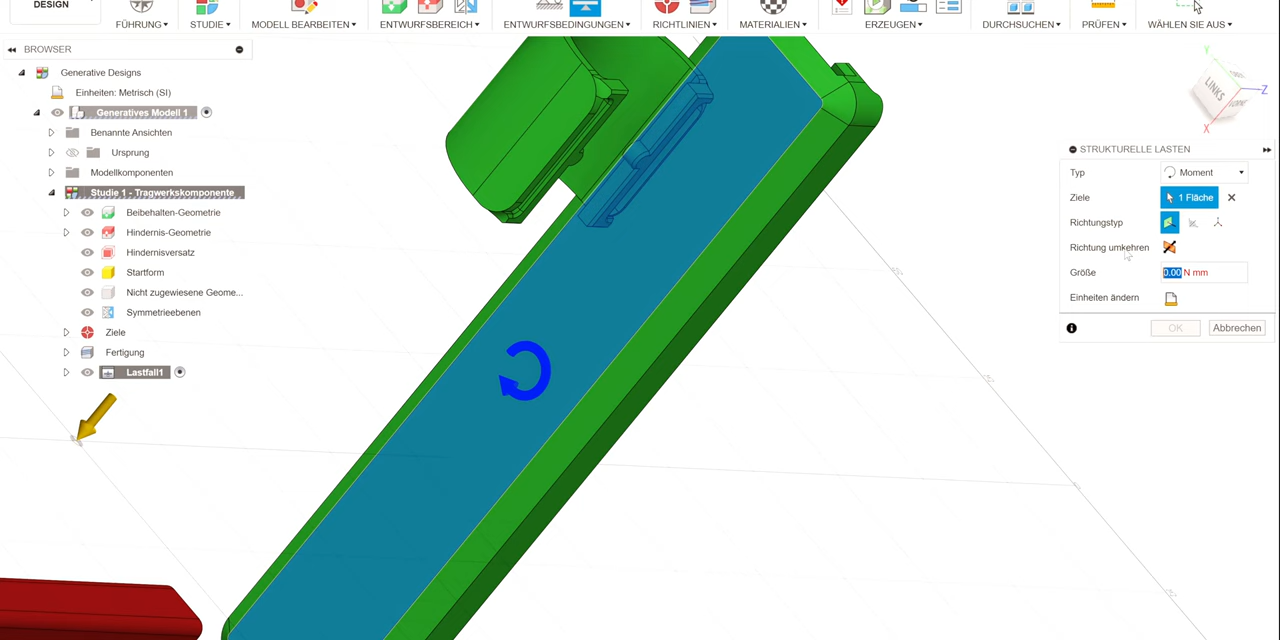 DESIGN
FÜHRUNG
STUDIE
MODELL BEARBEITEN
ENTWURFSBEREICH
ENTWURFSBEDINGUNGEN
RICHTLINIEN
MATERIALIEN
ERZEUGEN
DURCHSUCHEN
PRÜFEN
WÄHLEN SIE AUS
BROWSER
Generative Designs
Einheiten: Metrisch (SI)
Generatives Modell 1
Benannte Ansichten
Ursprung
Modellkomponenten
Studie 1 - Tragwerkskomponente
Beibehalten-Geometrie
Hindernis-Geometrie
Hindernisversatz
Startform
Nicht zugewiesene Geome...
Symmetrieebenen
Ziele
Fertigung
Lastfall1
Y
LINKS
Z
X
STRUKTURELLE LASTEN
Typ Moment
Ziele 1 Fläche
Richtungstyp
Richtung umkehren
Größe 0.00 N mm
Einheiten ändern
OK Abbrechen